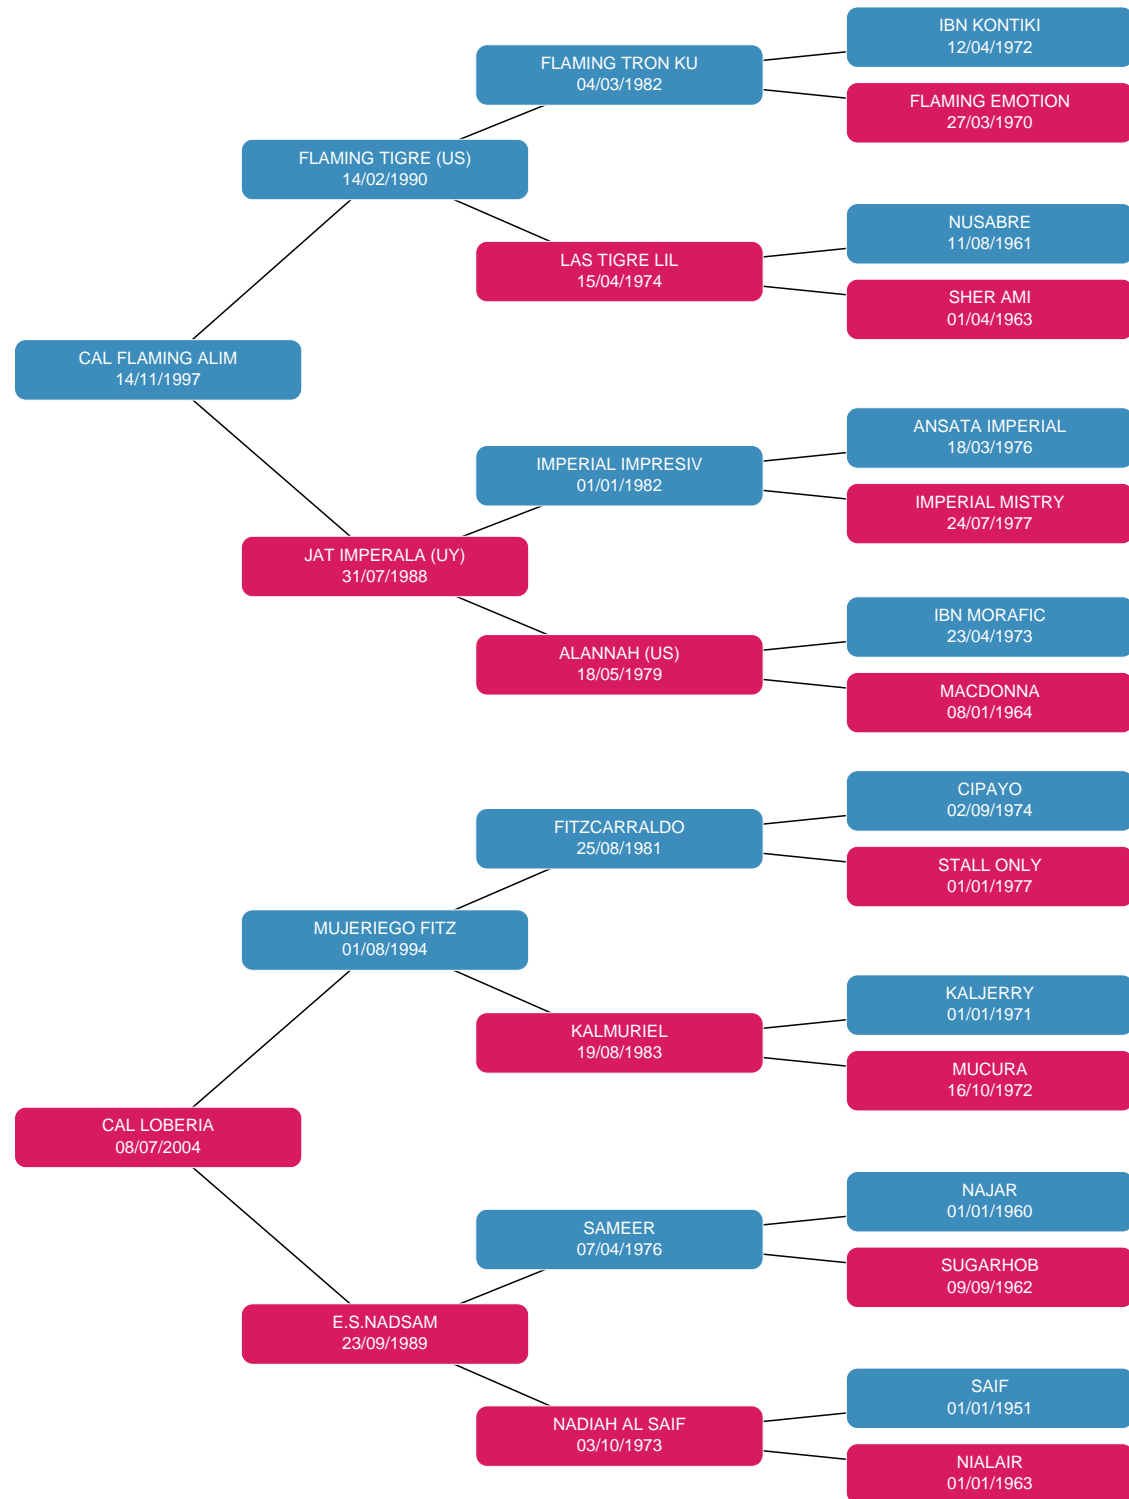 IBN KONTIKI
12/04/1972
FLAMING TRON KU
04/03/1982
FLAMING EMOTION
27/03/1970
FLAMING TIGRE (US)
14/02/1990
NUSABRE
11/08/1961
LAS TIGRE LIL
15/04/1974
SHER AMI
01/04/1963
CAL FLAMING ALIM
14/11/1997
ANSATA IMPERIAL
18/03/1976
IMPERIAL IMPRESIV
01/01/1982
IMPERIAL MISTRY
24/07/1977
JAT IMPERALA (UY)
31/07/1988
IBN MORAFIC
23/04/1973
ALANNAH (US)
18/05/1979
MACDONNA
08/01/1964
CIPAYO
02/09/1974
FITZCARRALDO
25/08/1981
STALL ONLY
01/01/1977
MUJERIEGO FITZ
01/08/1994
KALJERRY
01/01/1971
KALMURIEL
19/08/1983
MUCURA
16/10/1972
CAL LOBERIA
08/07/2004
NAJAR
01/01/1960
SAMEER
07/04/1976
SUGARHOB
09/09/1962
E.S.NADSAM
23/09/1989
SAIF
01/01/1951
NADIAH AL SAIF
03/10/1973
NIALAIR
01/01/1963